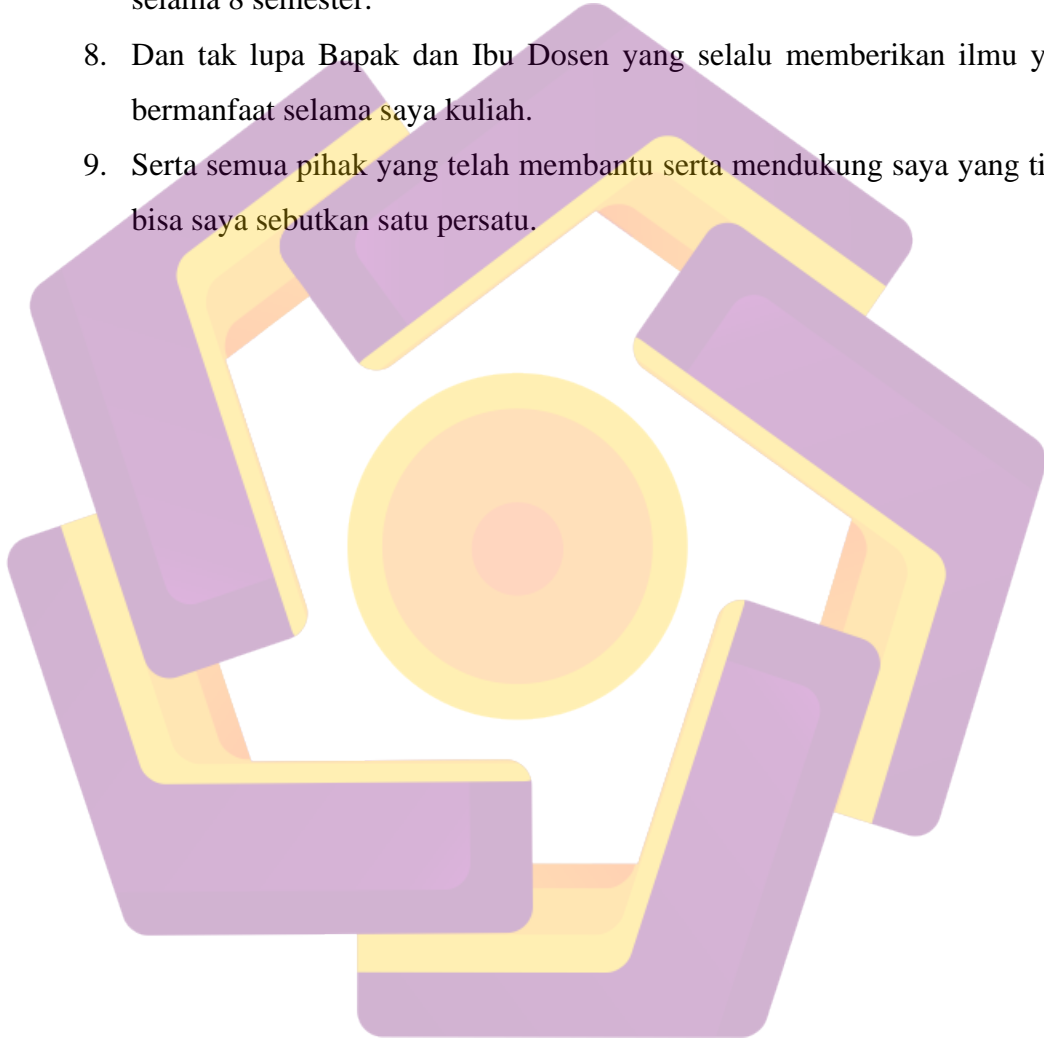 selama 8 semester.
8. Dan tak lupa Bapak dan Ibu Dosen yang selalu memberikan ilmu y
bermanfaat selama saya kuliah.
9. Serta semua pihak yang telah membantu serta mendukung saya yang ti
bisa saya sebutkan satu persatu.